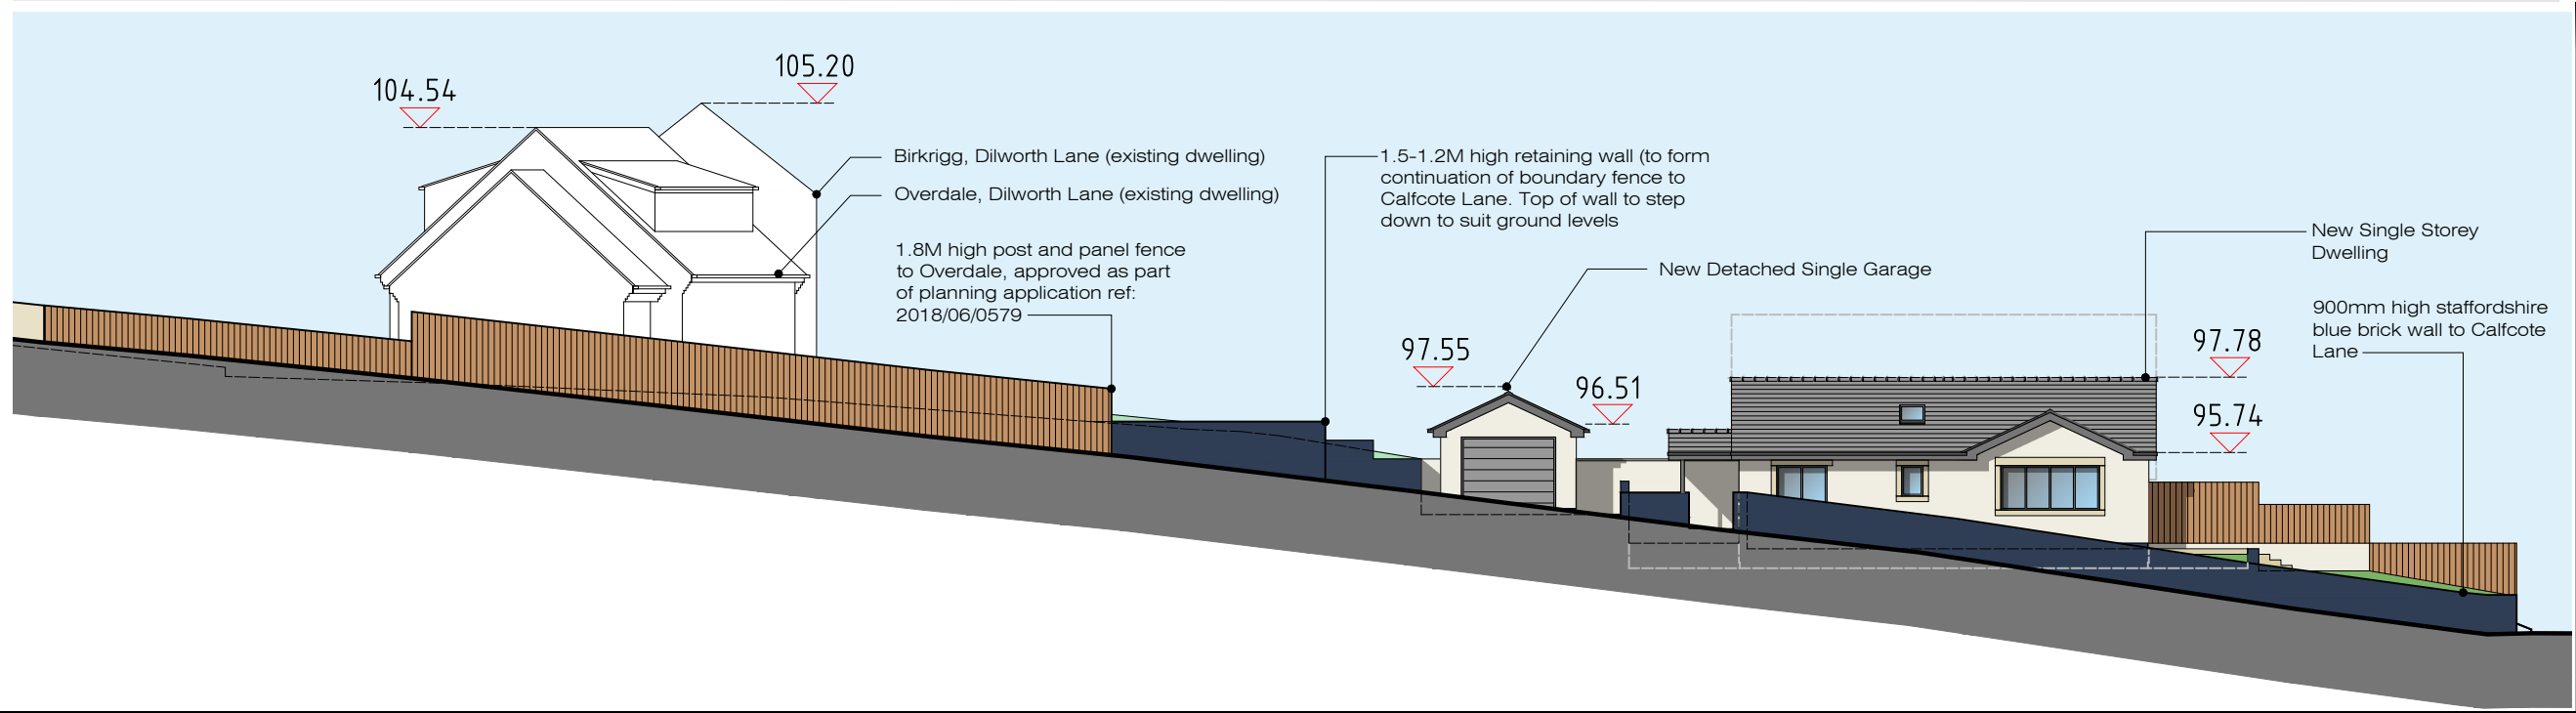 105.20
104.54
Birkrigg, Dilworth Lane (existing dwelling)
Overdale, Dilworth Lane (existing dwelling)
1.8M high post and panel fence
to Overdale, approved as part
of planning application ref:
2018/06/0579
1.5-1.2M high retaining wall (to form
continuation of boundary fence to
Calfcote Lane. Top of wall to step
down to suit ground levels
New Detached Single Garage
97.55
96.51
New Single Storey
Dwelling
900mm high staffordshire
blue brick wall to Calfcote
Lane
97.78
95.74